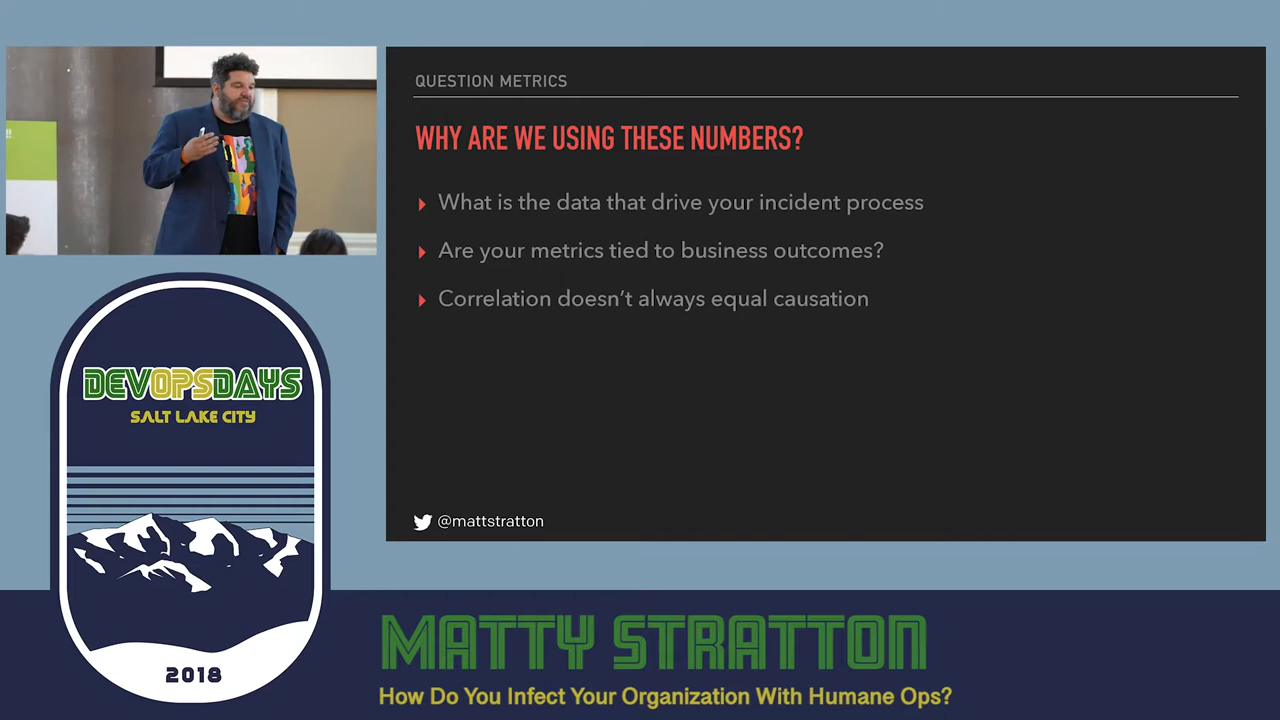 QUESTION METRICS
WHY ARE WE USING THESE NUMBERS?
What is the data that drive your incident process
Are your metrics tied to business outcomes?
Correlation doesn't always equal causation
@mattstratton
DEVOPSDAYS
SALT LAKE CITY
2018
MATTY STRATTON
How Do You Infect Your Organization With Humane Ops?